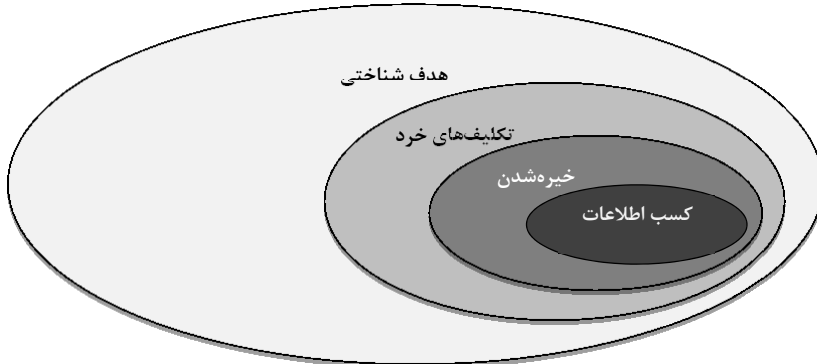 هدف شناختی
تکلیف‌های خرد
خیره‌شدن
کسب اطلاعات